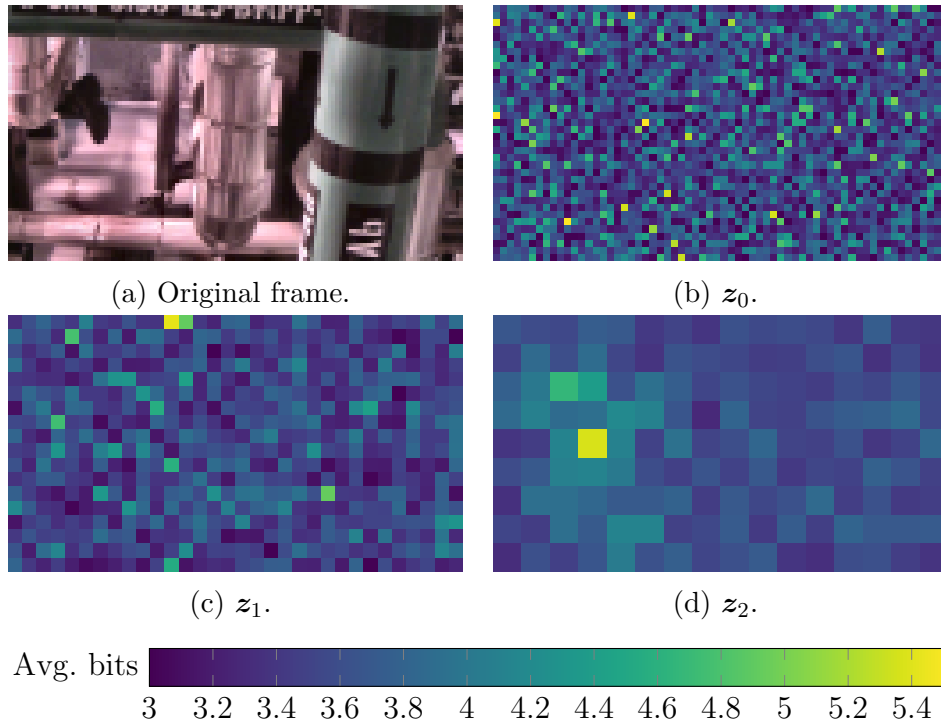 (a) Original frame.
(b) z₀.
(c) z₁.
(d) z₂.
Avg. bits
3 3.2 3.4 3.6 3.8 4 4.2 4.4 4.6 4.8 5 5.2 5.4